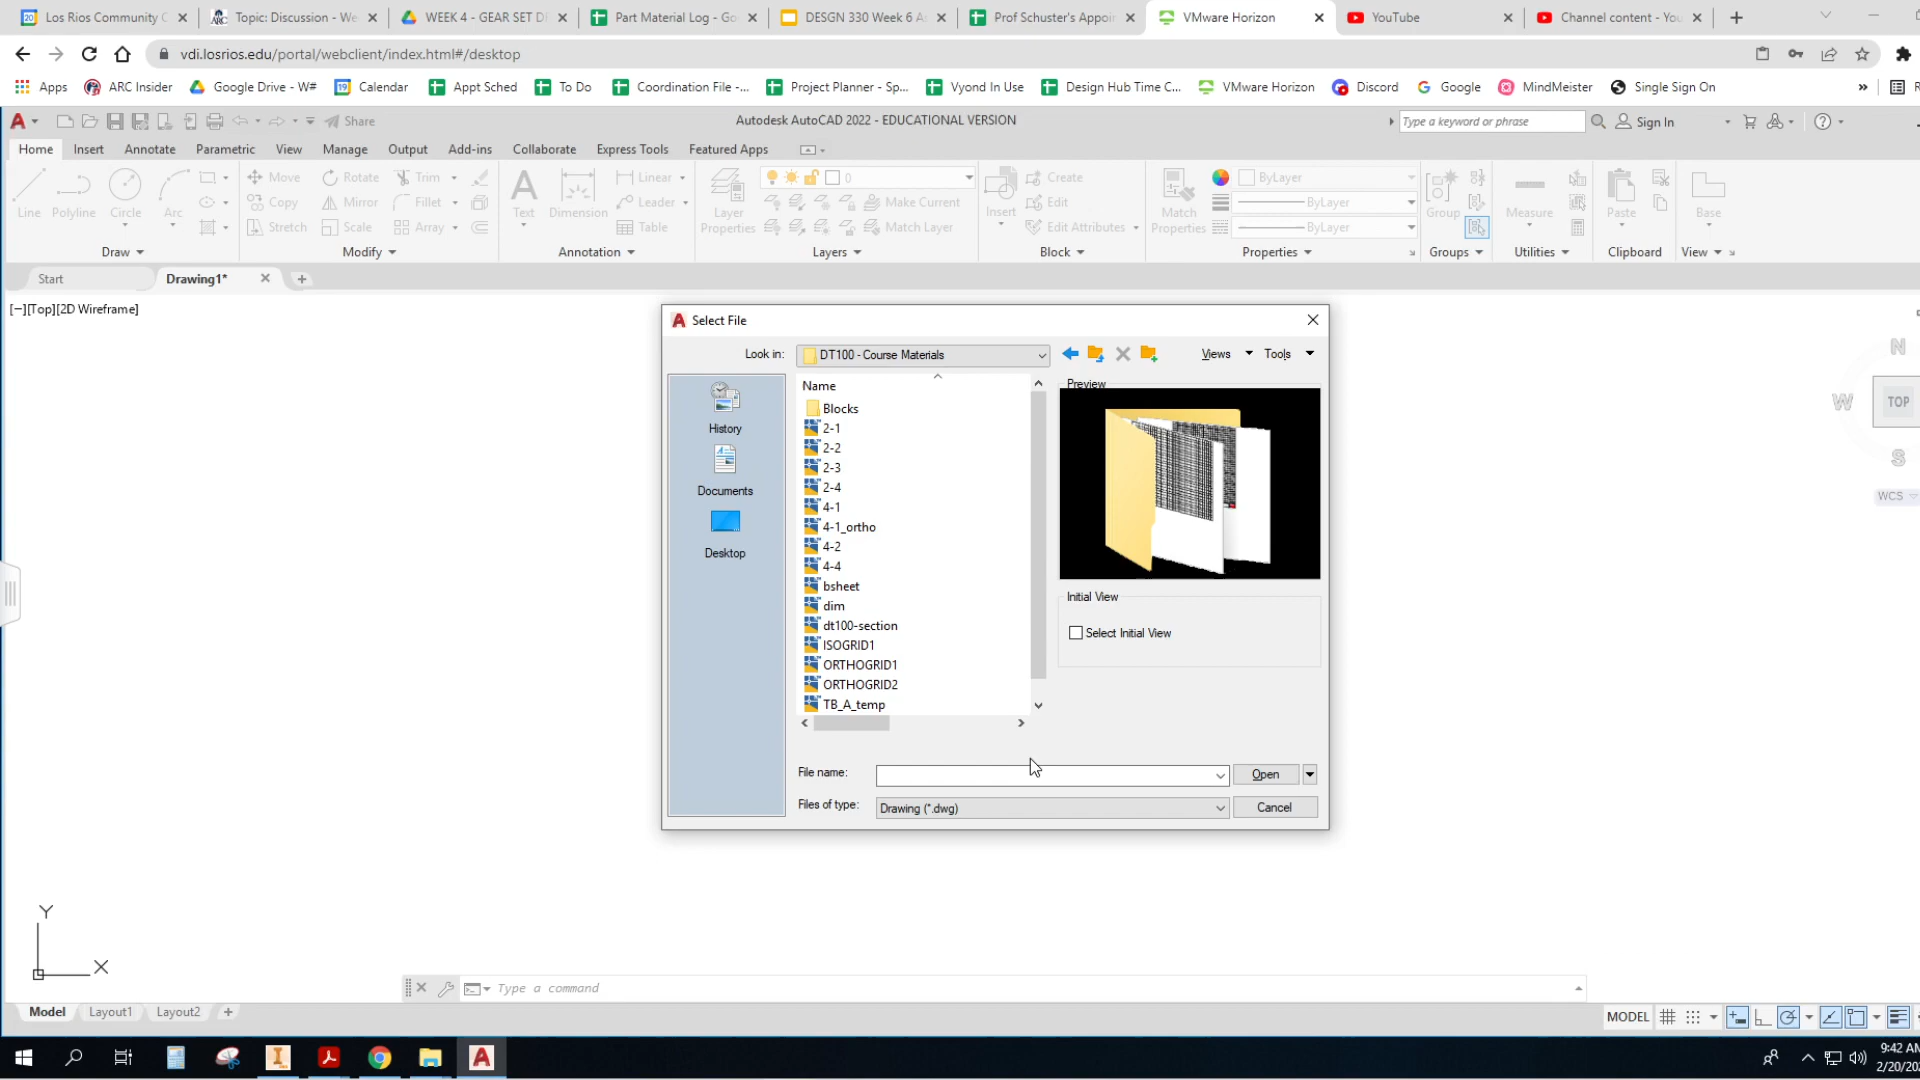 Los Rios Community C
Topic: Discussion - We
WEEK 4 - GEAR SET D
Part Material Log - Go
DESGN 330 Week 6 As
Prof Schuster's Appoin
VMware Horizon
YouTube
Channel content - You
vdi.losrios.edu/portal/webclient/index.html#/desktop
Apps
ARC Insider
Google Drive - W#
Calendar
Appt Sched
To Do
Coordination File -...
Project Planner - Sp...
Vyond In Use
Design Hub Time C...
VMware Horizon
Discord
Google
MindMeister
Single Sign On
Share
Autodesk AutoCAD 2022 - EDUCATIONAL VERSION
Type a keyword or phrase
Sign In
Home Insert Annotate Parametric View Manage Output Add-ins Collaborate Express Tools Featured Apps
Line
Polyline
Circle
Arc
Draw
Move Rotate Trim
Copy Mirror Fillet
Stretch Scale Array
Modify
Text
Dimension
Linear
Leader
Table
Annotation
Layer
Properties
0
Make Current
Match Layer
Layers
Insert
Create
Edit
Edit Attributes
Block
Match
Properties
ByLayer
ByLayer
ByLayer
Properties
Group
Groups
Measure
Utilities
Paste
Clipboard
Base
View
Start
Drawing1*
[−][Top][2D Wireframe]
Select File
Look in:
DT100 - Course Materials
Views
Tools
Name
Preview
History
Documents
Desktop
Blocks
2-1
2-2
2-3
2-4
4-1
4-1_ortho
4-2
4-4
bsheet
dim
dt100-section
ISOGRID1
ORTHOGRID1
ORTHOGRID2
TB_A_temp
Initial View
Select Initial View
File name:
Open
Files of type:
Drawing (*.dwg)
Cancel
N
W
TOP
S
WCS
Y
X
Type a command
Model
Layout1
Layout2
MODEL
9:42 AM
2/20/20